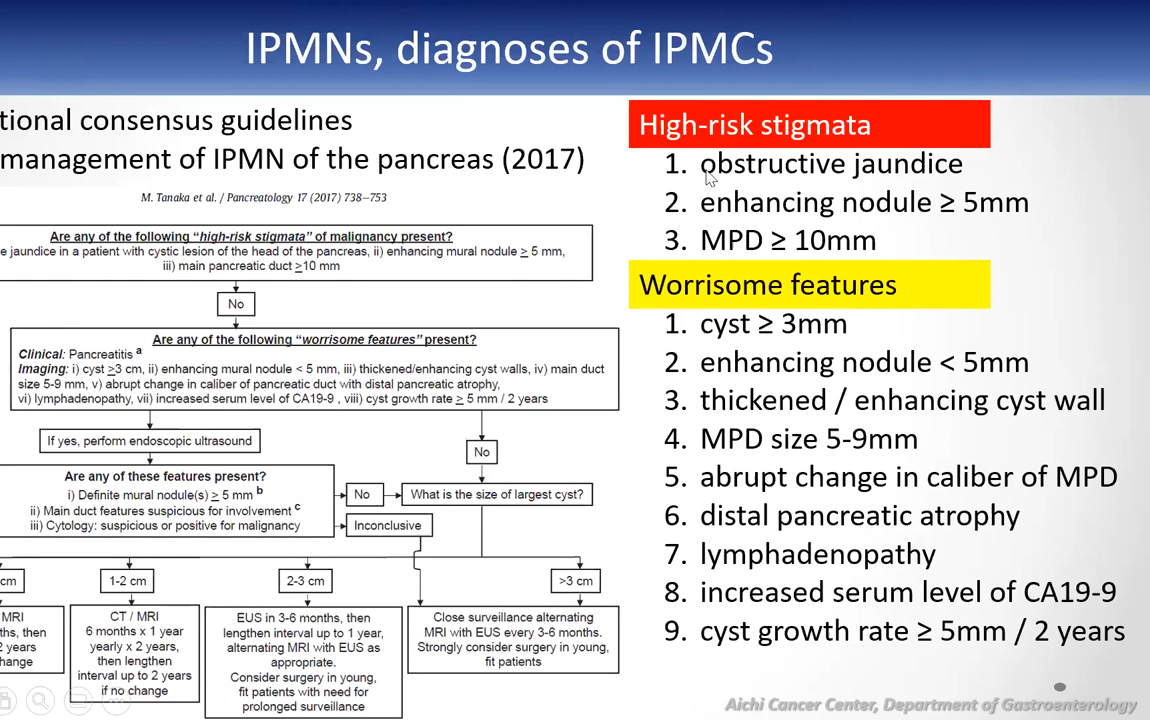 IPMNs, diagnoses of IPMCs
tional consensus guidelines
management of IPMN of the pancreas (2017)
M. Tanaka et al. / Pancreatology 17 (2017) 738–753
Are any of the following "high-risk stigmata" of malignancy present?
e jaundice in a patient with cystic lesion of the head of the pancreas, ii) enhancing mural nodule ≥ 5 mm,
iii) main pancreatic duct ≥10 mm
No
Are any of the following "worrisome features" present?
Clinical: Pancreatitis a
Imaging: i) cyst ≥3 cm, ii) enhancing mural nodule < 5 mm, iii) thickened/enhancing cyst walls, iv) main duct
size 5-9 mm, v) abrupt change in caliber of pancreatic duct with distal pancreatic atrophy,
vi) lymphadenopathy, vii) increased serum level of CA19-9 , viii) cyst growth rate ≥ 5 mm / 2 years
If yes, perform endoscopic ultrasound
No
Are any of these features present?
i) Definite mural nodule(s) ≥ 5 mm b
ii) Main duct features suspicious for involvement c
iii) Cytology: suspicious or positive for malignancy
No
What is the size of largest cyst?
Inconclusive
cm
1-2 cm
2-3 cm
>3 cm
MRI
ths, then
2 years
hange
CT / MRI
6 months x 1 year
yearly x 2 years,
then lengthen
interval up to 2 years
if no change
EUS in 3-6 months, then
lengthen interval up to 1 year,
alternating MRI with EUS as
appropriate.
Consider surgery in young,
fit patients with need for
prolonged surveillance
Close surveillance alternating
MRI with EUS every 3-6 months.
Strongly consider surgery in young,
fit patients
High-risk stigmata
1. obstructive jaundice
2. enhancing nodule ≥ 5mm
3. MPD ≥ 10mm
Worrisome features
1. cyst ≥ 3mm
2. enhancing nodule < 5mm
3. thickened / enhancing cyst wall
4. MPD size 5-9mm
5. abrupt change in caliber of MPD
6. distal pancreatic atrophy
7. lymphadenopathy
8. increased serum level of CA19-9
9. cyst growth rate ≥ 5mm / 2 years
Aichi Cancer Center, Department of Gastroenterology